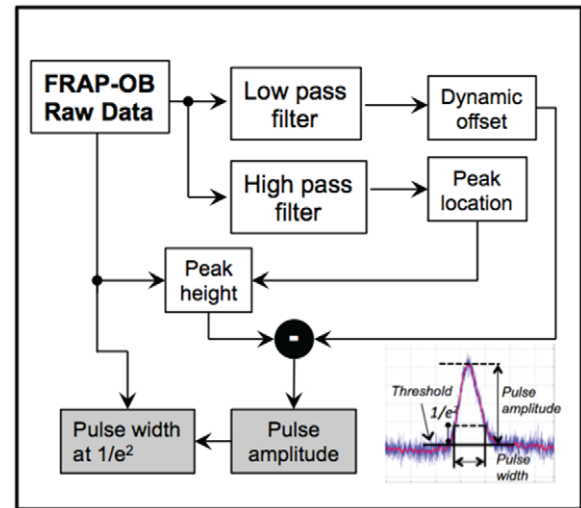 FRAP-OB
Raw Data
Low pass
filter
Dynamic
offset
High pass
filter
Peak
location
Peak
height
-
Pulse width
at 1/e²
Pulse
amplitude
Threshold
1/e²
Pulse
amplitude
Pulse
width